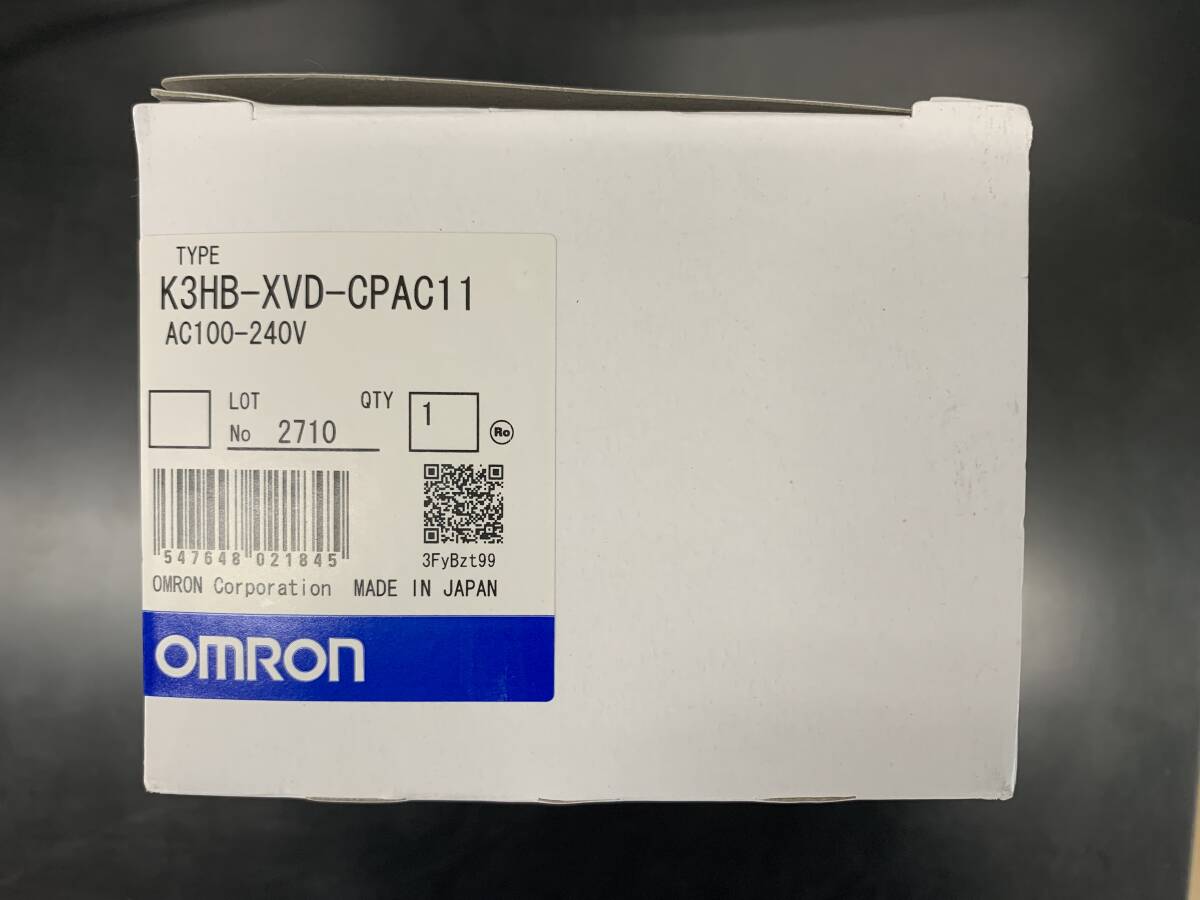 TYPE
K3HB-XVD-CPAC11
AC100-240V
LOT No 2710
QTY 1
Ro
547648 021845
3FyBzt99
OMRON Corporation MADE IN JAPAN
OMRON